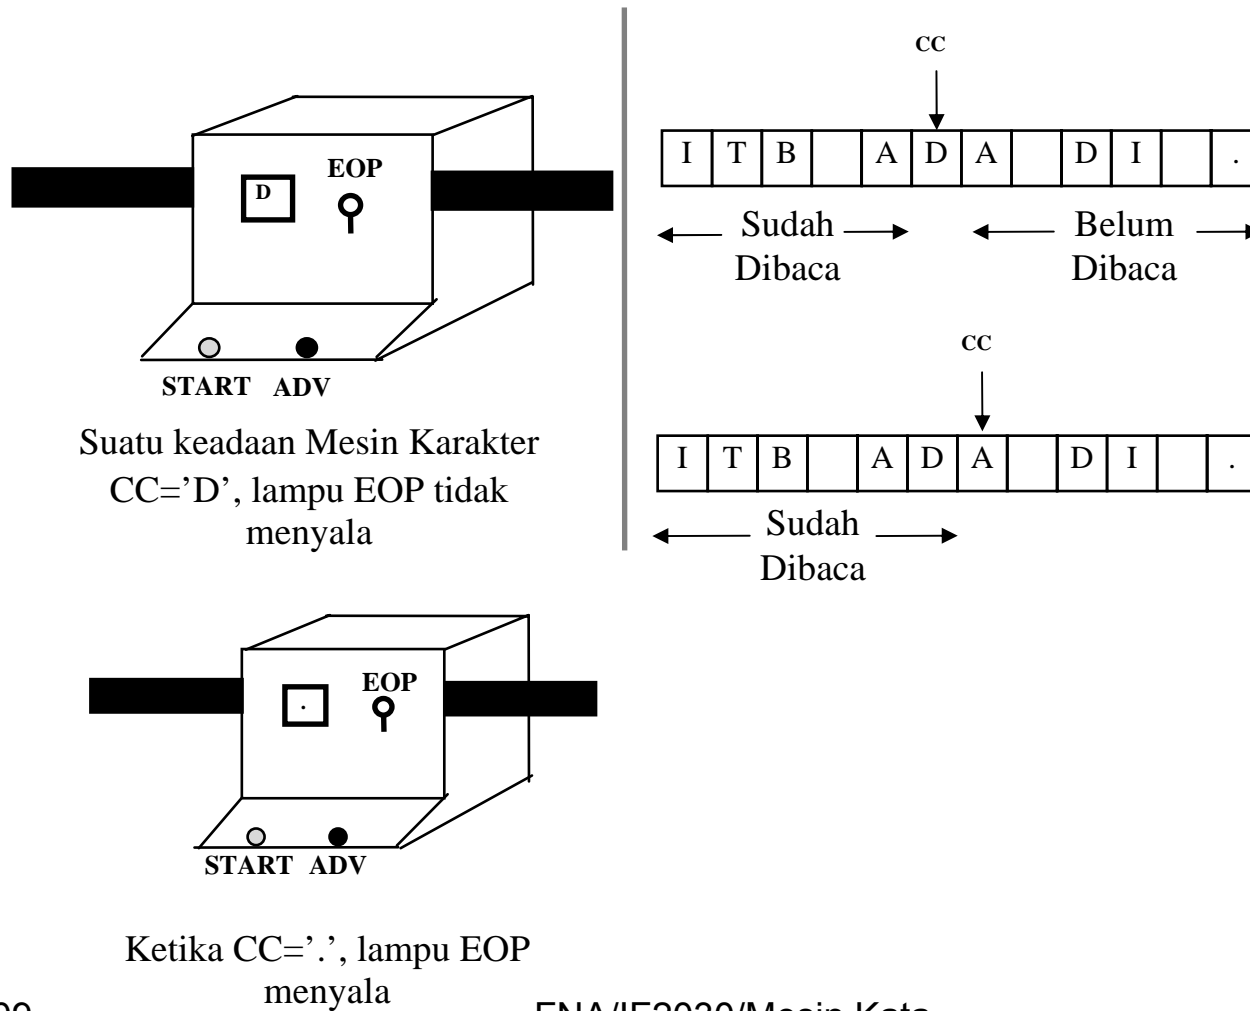 EOP
D
START ADV
Suatu keadaan Mesin Karakter
CC=’D’, lampu EOP tidak
menyala
CC
I T B A D A D I .
Sudah Dibaca
Belum Dibaca
CC
I T B A D A D I .
Sudah
Dibaca
EOP
.
START ADV
Ketika CC=’.’, lampu EOP
menyala